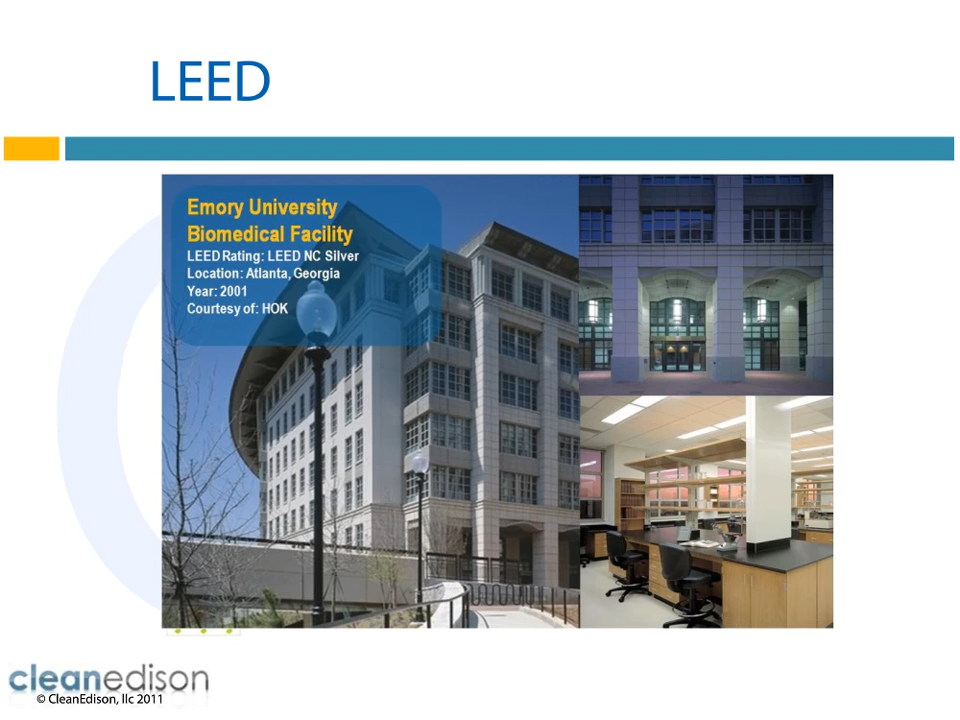 LEED
Emory University
Biomedical Facility
LEED Rating: LEED NC Silver
Location: Atlanta, Georgia
Year: 2001
Courtesy of: HOK
cleanedison
© CleanEdison, llc 2011